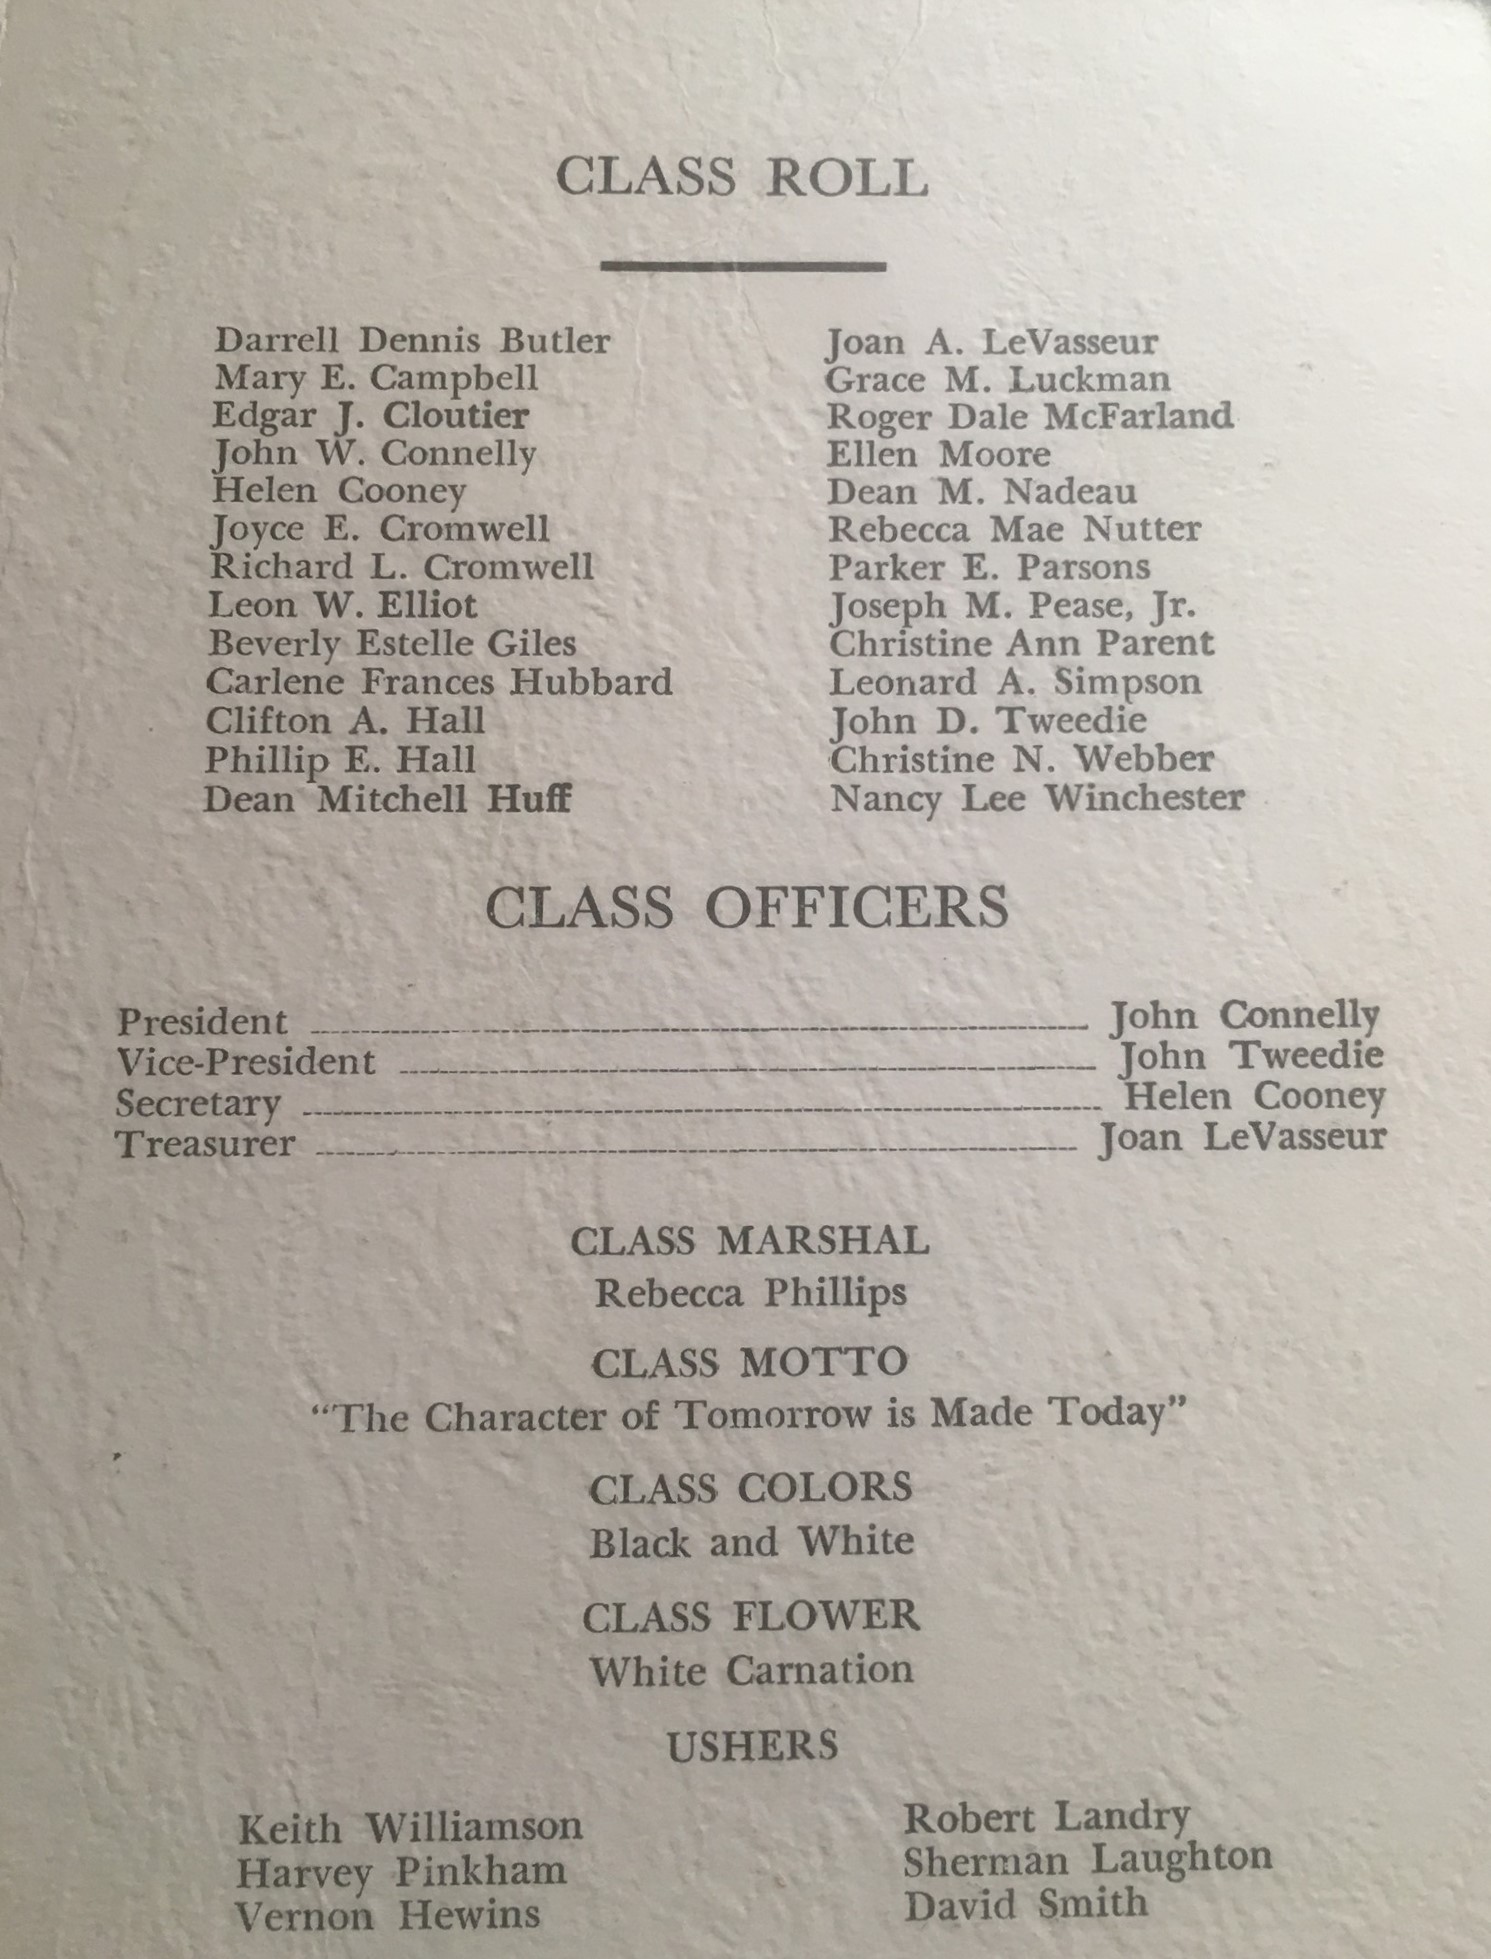 CLASS ROLL
Darrell Dennis Butler
Mary E. Campbell
Edgar J. Cloutier
John W. Connelly
Helen Cooney
Joyce E. Cromwell
Richard L. Cromwell
Leon W. Elliot
Beverly Estelle Giles
Carlene Frances Hubbard
Clifton A. Hall
Phillip E. Hall
Dean Mitchell Huff
Joan A. LeVasseur
Grace M. Luckman
Roger Dale McFarland
Ellen Moore
Dean M. Nadeau
Rebecca Mae Nutter
Parker E. Parsons
Joseph M. Pease, Jr.
Christine Ann Parent
Leonard A. Simpson
John D. Tweedie
Christine N. Webber
Nancy Lee Winchester
CLASS OFFICERS
President John Connelly
Vice-President John Tweedie
Secretary Helen Cooney
Treasurer Joan LeVasseur
CLASS MARSHAL
Rebecca Phillips
CLASS MOTTO
“The Character of Tomorrow is Made Today”
CLASS COLORS
Black and White
CLASS FLOWER
White Carnation
USHERS
Keith Williamson
Harvey Pinkham
Vernon Hewins
Robert Landry
Sherman Laughton
David Smith